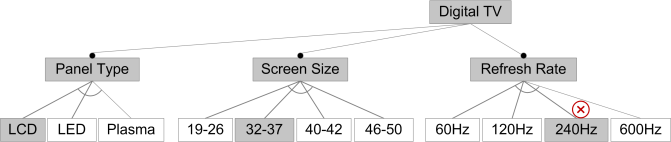 Digital TV
Panel Type Screen Size Refresh Rate
LCD LED Plasma 19-26 32-37 40-42 46-50 60Hz 120Hz 240Hz 600Hz